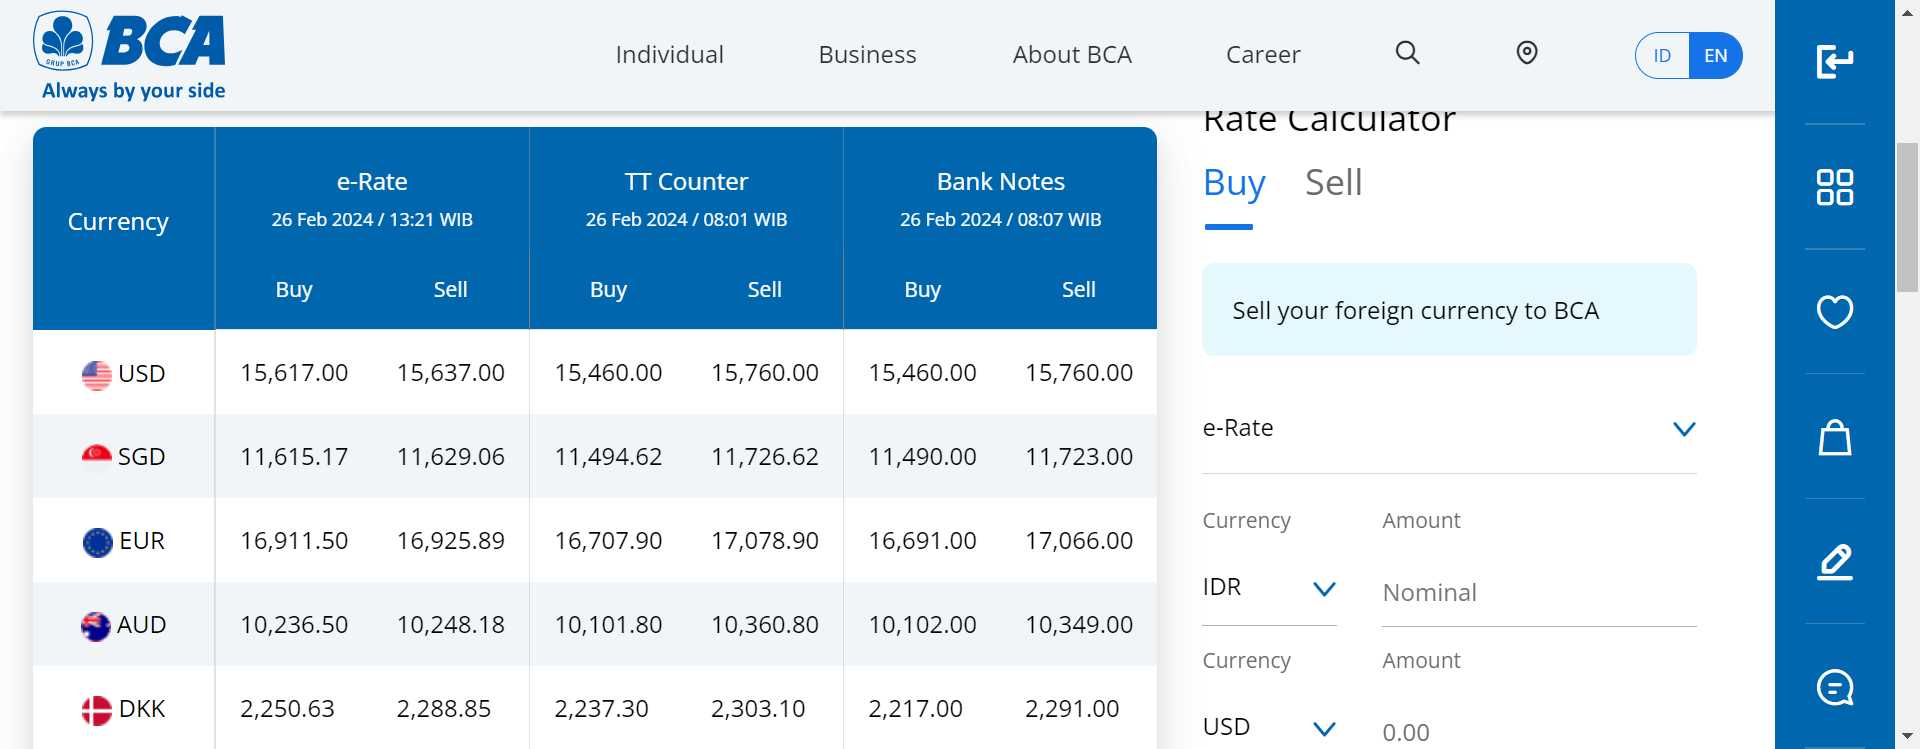 BCA
GRUP BCA
Always by your side
Individual Business About BCA Career ID EN
Currency
e-Rate TT Counter Bank Notes
26 Feb 2024 / 13:21 WIB 26 Feb 2024 / 08:01 WIB 26 Feb 2024 / 08:07 WIB
Buy Sell Buy Sell Buy Sell
USD 15,617.00 15,637.00 15,460.00 15,760.00 15,460.00 15,760.00
SGD 11,615.17 11,629.06 11,494.62 11,726.62 11,490.00 11,723.00
EUR 16,911.50 16,925.89 16,707.90 17,078.90 16,691.00 17,066.00
AUD 10,236.50 10,248.18 10,101.80 10,360.80 10,102.00 10,349.00
DKK 2,250.63 2,288.85 2,237.30 2,303.10 2,217.00 2,291.00
Rate Calculator
Buy Sell
Sell your foreign currency to BCA
e-Rate
Currency Amount
IDR Nominal
Currency Amount
USD 0.00